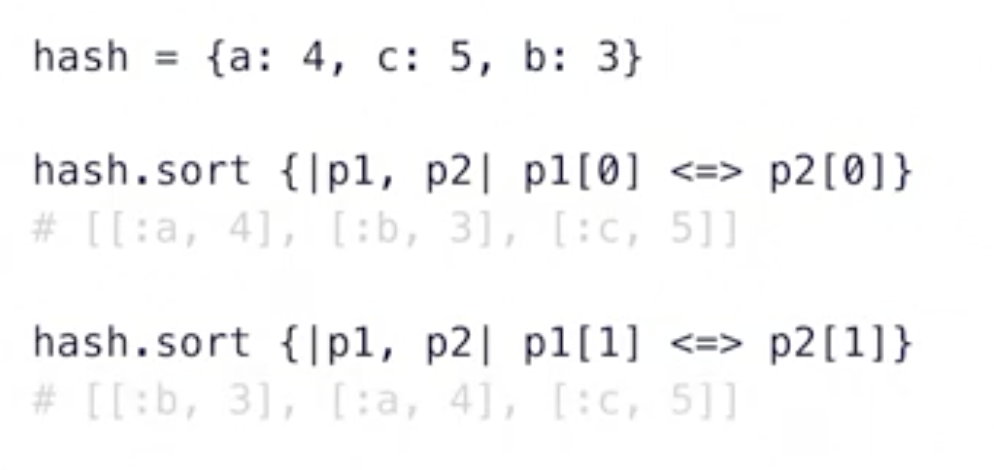 hash = {a: 4, c: 5, b: 3}
hash.sort {|p1, p2| p1[0] <=> p2[0]}
# [[:a, 4], [:b, 3], [:c, 5]]
hash.sort {|p1, p2| p1[1] <=> p2[1]}
# [[:b, 3], [:a, 4], [:c, 5]]